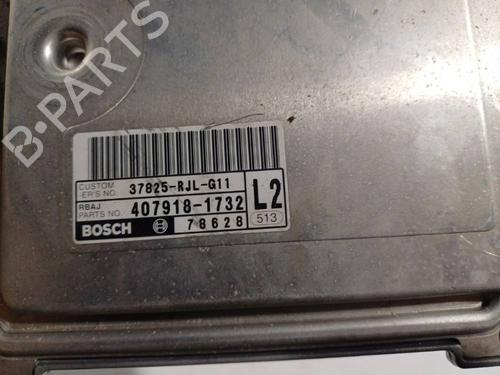 B-PARTS
CUSTOM -ER'S NO. 37825-RJL-G11
RBAJ PARTS NO. 407918-1732 L2
BOSCH 78628 513